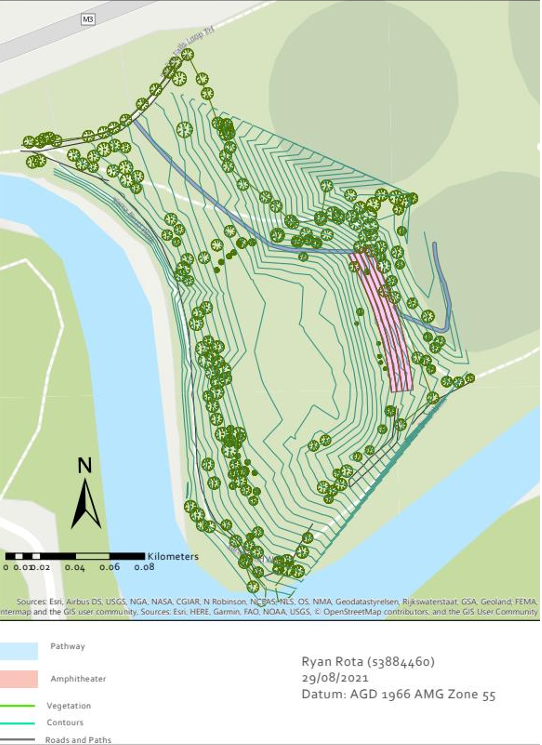 M3
Falls Loop Trl
N
Kilometers
0 0.01 0.02 0.04 0.06 0.08
Sources: Esri, Airbus DS, USGS, NGA, NASA, CGIAR, N Robinson, NCEAS, NLS, OS, NMA, Geodatastyrelsen, Rijkswaterstaat, GSA, Geoland, FEMA,
ntermap and the GIS user community, Sources: Esri, HERE, Garmin, FAO, NOAA, USGS, © OpenStreetMap contributors, and the GIS User Community
Pathway
Amphitheater
Vegetation
Contours
Roads and Paths
Ryan Rota (s3884460)
29/08/2021
Datum: AGD 1966 AMG Zone 55